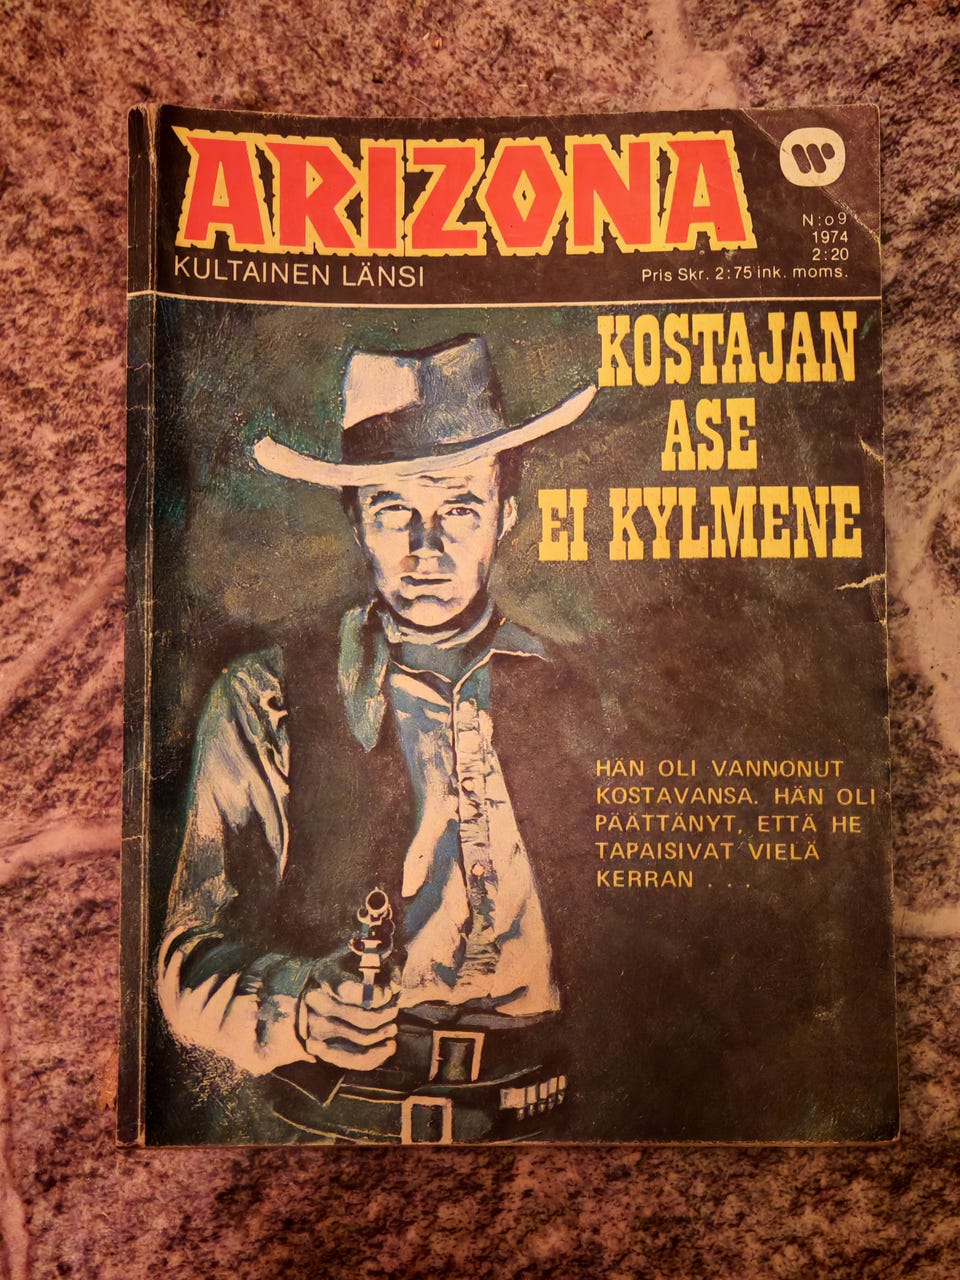 ARIZONA
KULTAINEN LÄNSI
N:o 9
1974
2:20
Pris Skr. 2:75 ink. moms.
KOSTAJAN
ASE
EI KYLMENE
HÄN OLI VANNONUT
KOSTAVANSA. HÄN OLI
PÄÄTTÄNYT, ETTÄ HE
TAPAISIVAT VIELÄ
KERRAN . . .